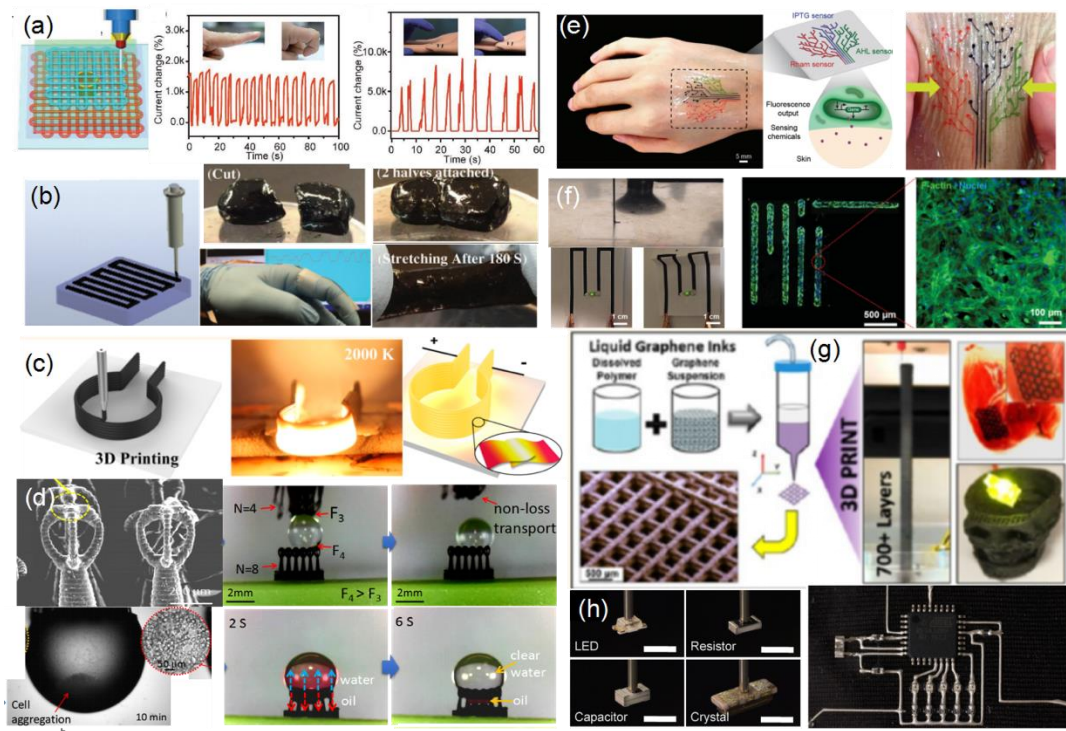 (a)
Current change (%)
3.0k
2.0k
1.0k
0.0
0 20 40 60 80 100
Time (s)
Current change (%)
10.0k
5.0k
0.0
0 10 20 30 40 50 60
Time (s)
(b)
(Cut)
(2 halves attached)
(Stretching After 180 S)
(c)
3D Printing
2000 K
+
-
(d)
N=4
F3
F4
N=8
2mm
F4 > F3
non-loss
transport
2mm
50 µm
Cell
aggregation
10 min
2 S
water
oil
6 S
clear
water
oil
(e)
5 mm
IPTG sensor
AHL sensor
Rham sensor
Fluorescence
output
Sensing
chemicals
Skin
(f)
1 cm
1 cm
500 µm
F-actin / Nuclei
100 µm
(g)
Liquid Graphene Inks
Dissolved
Polymer
Graphene
Suspension
+
Z
Y
X
500 µm
3D PRINT
700+ Layers
(h)
LED
Resistor
Capacitor
Crystal